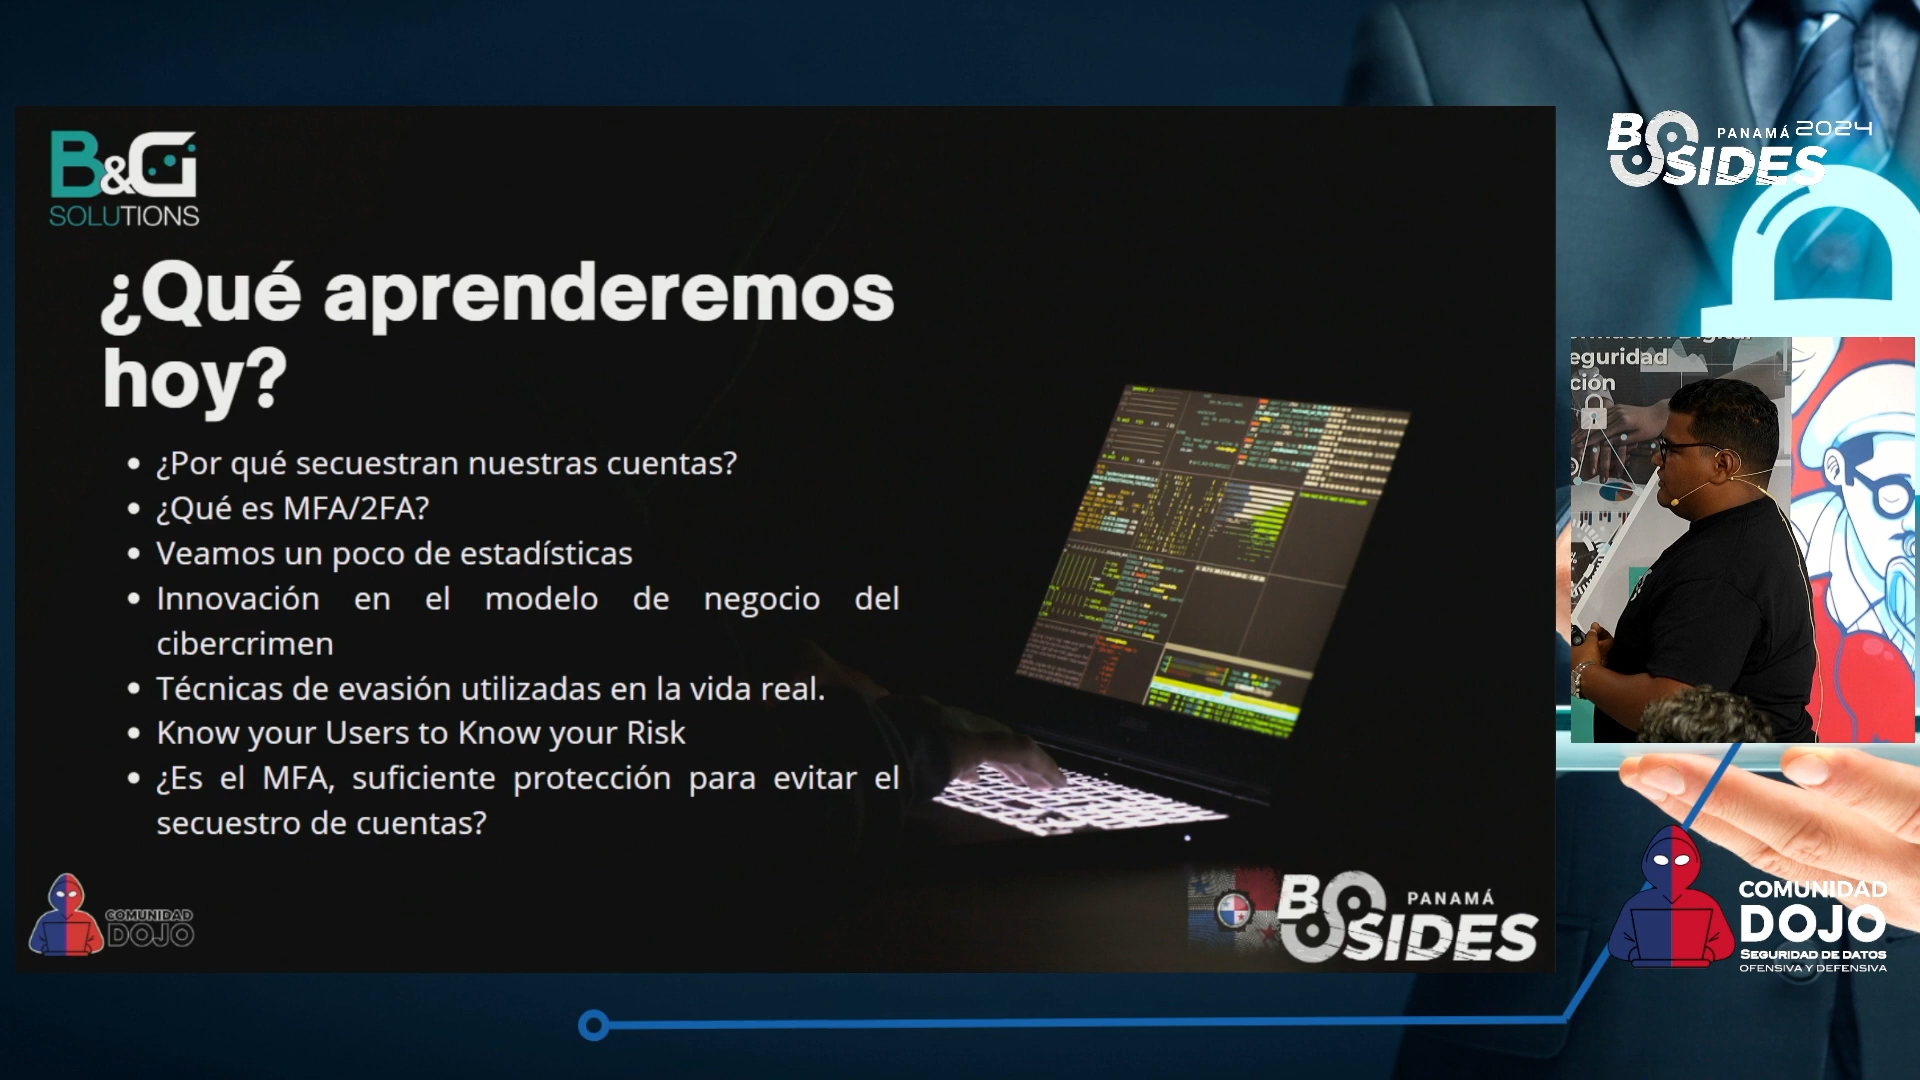 B&G
SOLUTIONS
¿Qué aprenderemos
hoy?
• ¿Por qué secuestran nuestras cuentas?
• ¿Qué es MFA/2FA?
• Veamos un poco de estadísticas
• Innovación en el modelo de negocio del
cibercrimen
• Técnicas de evasión utilizadas en la vida real.
• Know your Users to Know your Risk
• ¿Es el MFA, suficiente protección para evitar el
secuestro de cuentas?
COMUNIDAD
DOJO
PANAMÁ
BSIDES
PANAMÁ 2024
BSIDES
eguridad
ción
COMUNIDAD
DOJO
SEGURIDAD DE DATOS
OFENSIVA Y DEFENSIVA